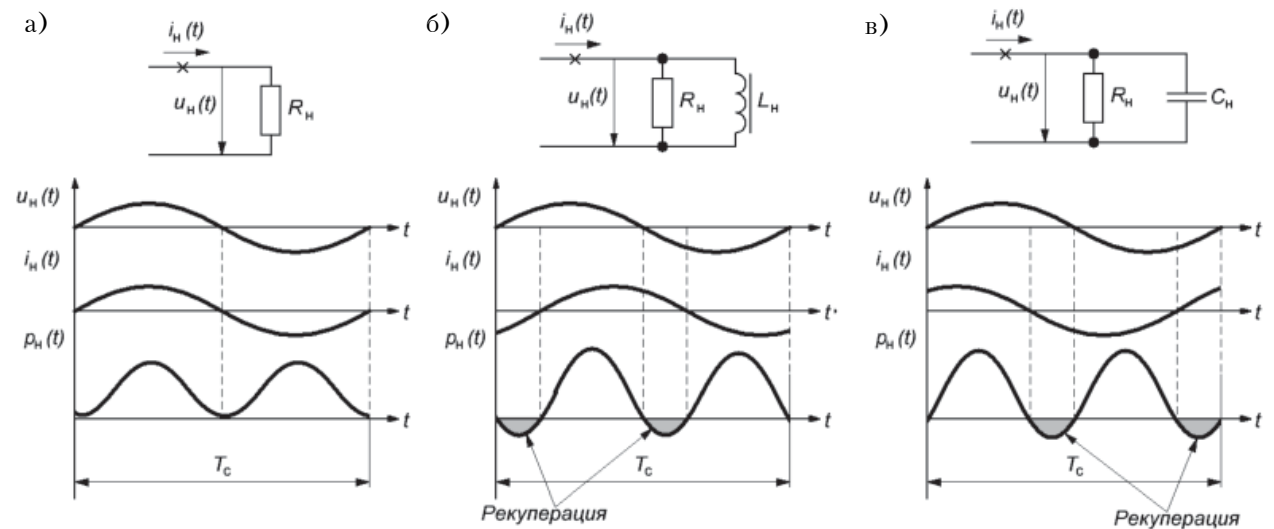 а)
iн(t)
uн(t)
Rн
uн(t)
t
iн(t)
t
pн(t)
t
Tс
б)
iн(t)
uн(t)
Rн
Lн
uн(t)
t
iн(t)
t.
pн(t)
t
Tс
Рекуперация
в)
iн(t)
uн(t)
Rн
Cн
uн(t)
t
iн(t)
t
pн(t)
t
Tс
Рекуперация